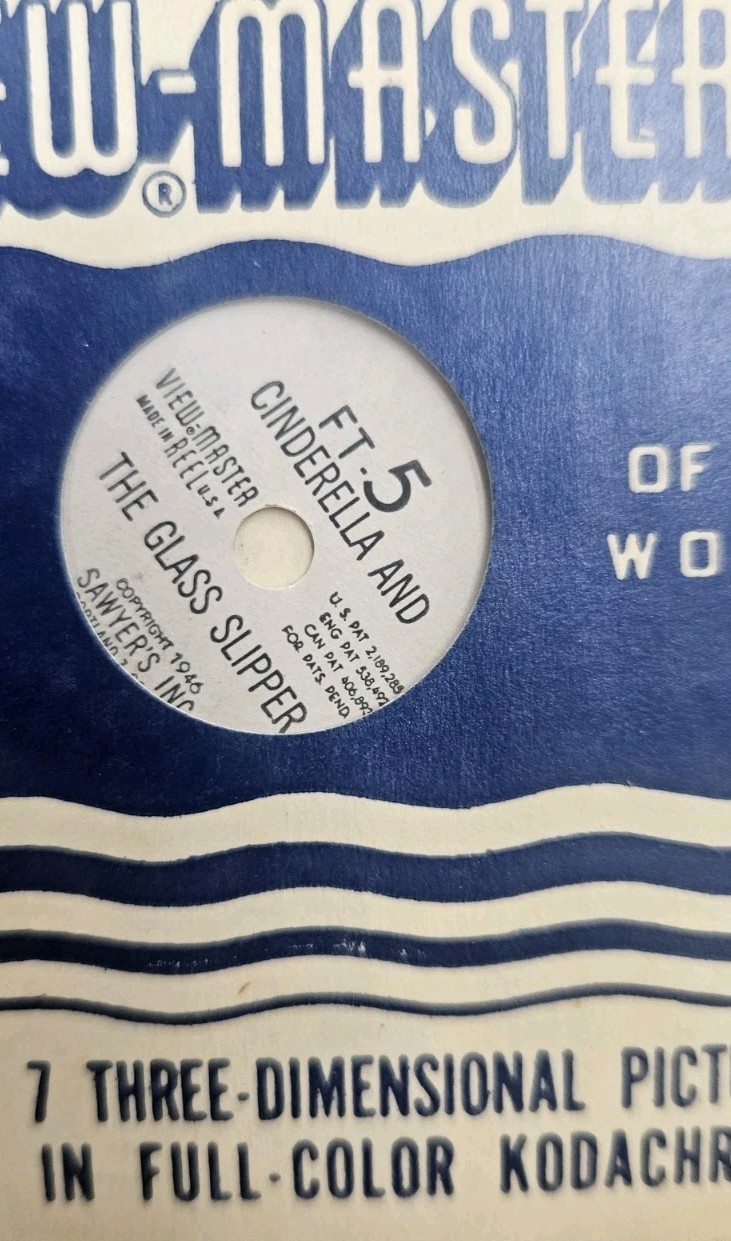 EW-MASTER
®
FT. 5
CINDERELLA AND
VIEW-MASTER
MADE IN REEL U.S.A.
THE GLASS SLIPPER
U. S. PAT 2,189,285
ENG PAT 538,492
CAN PAT 406,893
FOR. PATS. PEND.
COPYRIGHT 1946
SAWYER'S INC
OF
WO
7 THREE-DIMENSIONAL PICTU
IN FULL-COLOR KODACHR